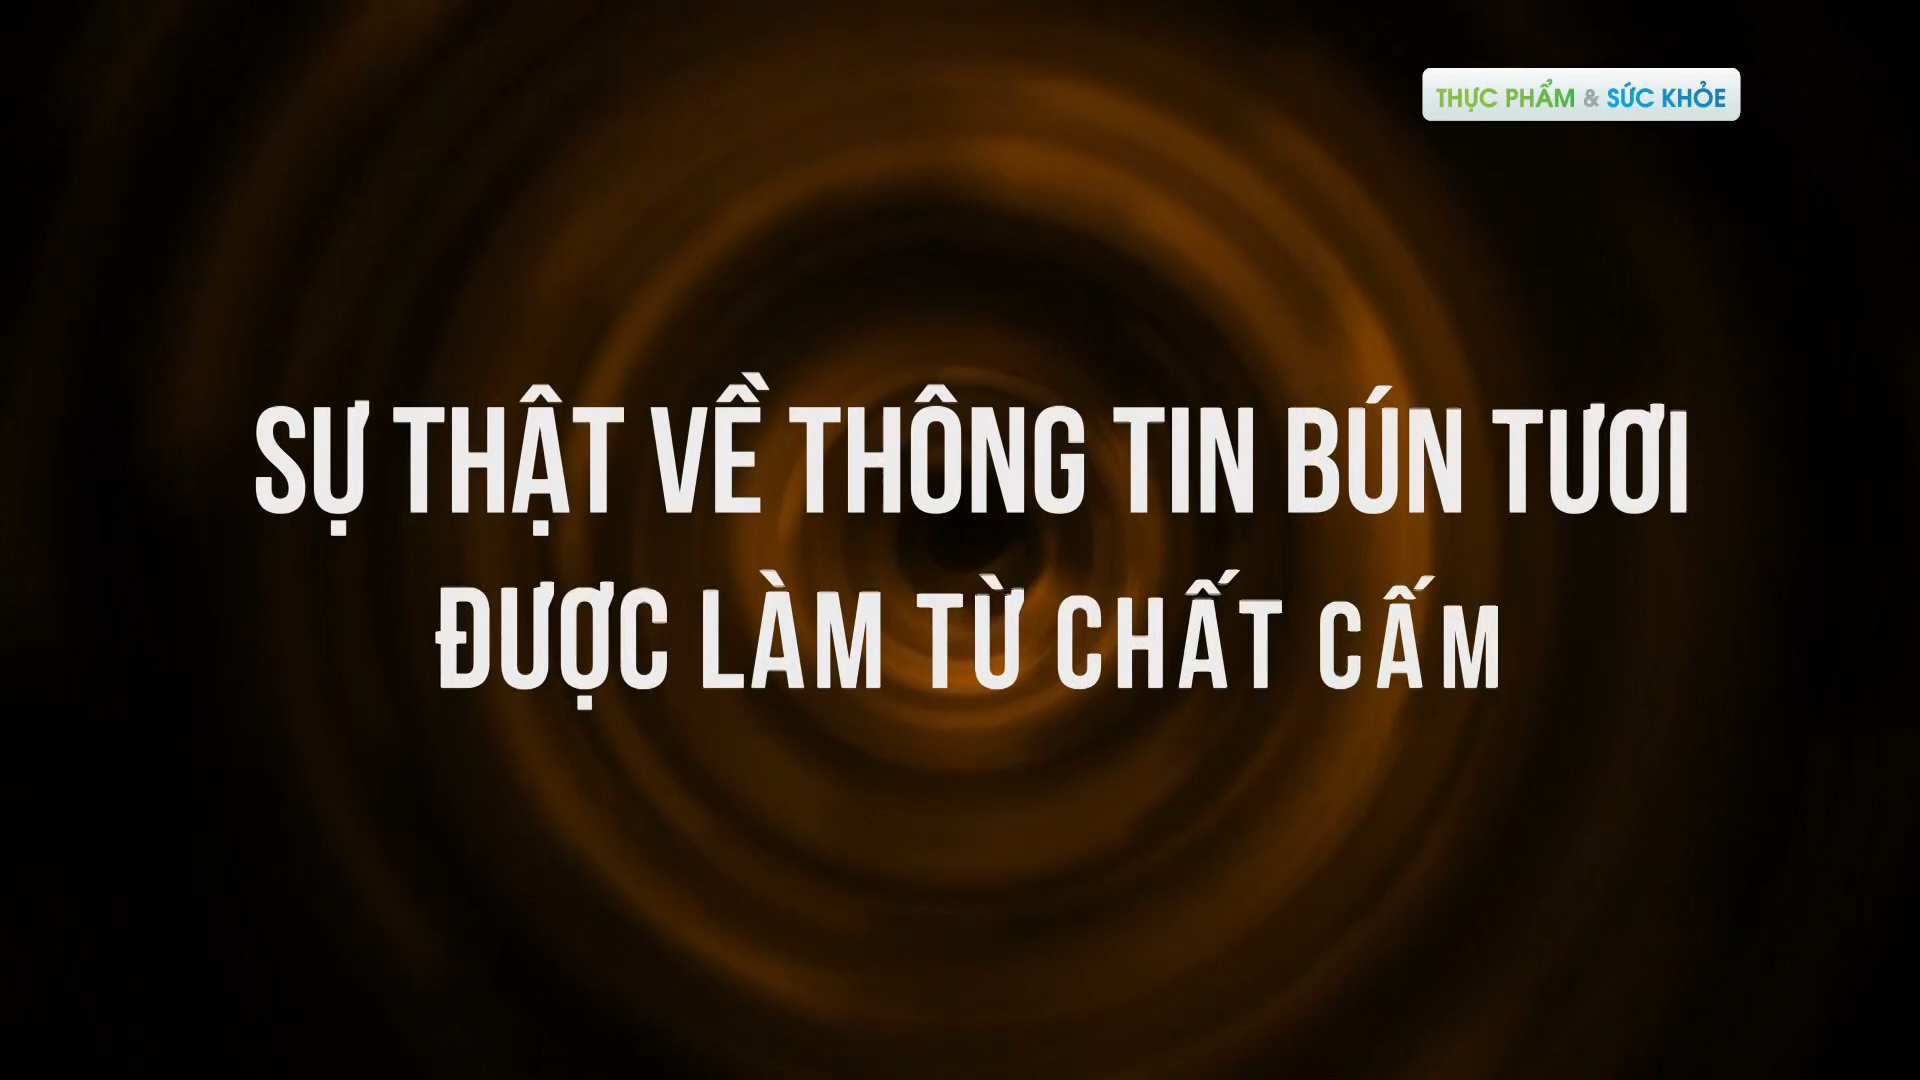 THỰC PHẨM & SỨC KHỎE
SỰ THẬT VỀ THÔNG TIN BÚN TƯƠI
ĐƯỢC LÀM TỪ CHẤT CẤM